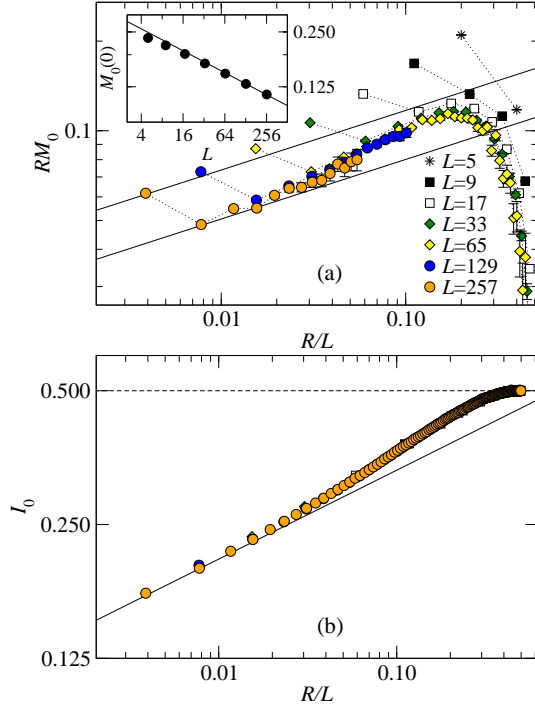 0.250
0.125
M₀(0)
4 16 64 256
L
RM₀
0.1
L=5
L=9
L=17
L=33
L=65
L=129
L=257
(a)
0.01 0.10
R/L
0.500
0.250
0.125
I₀
(b)
0.01 0.10
R/L